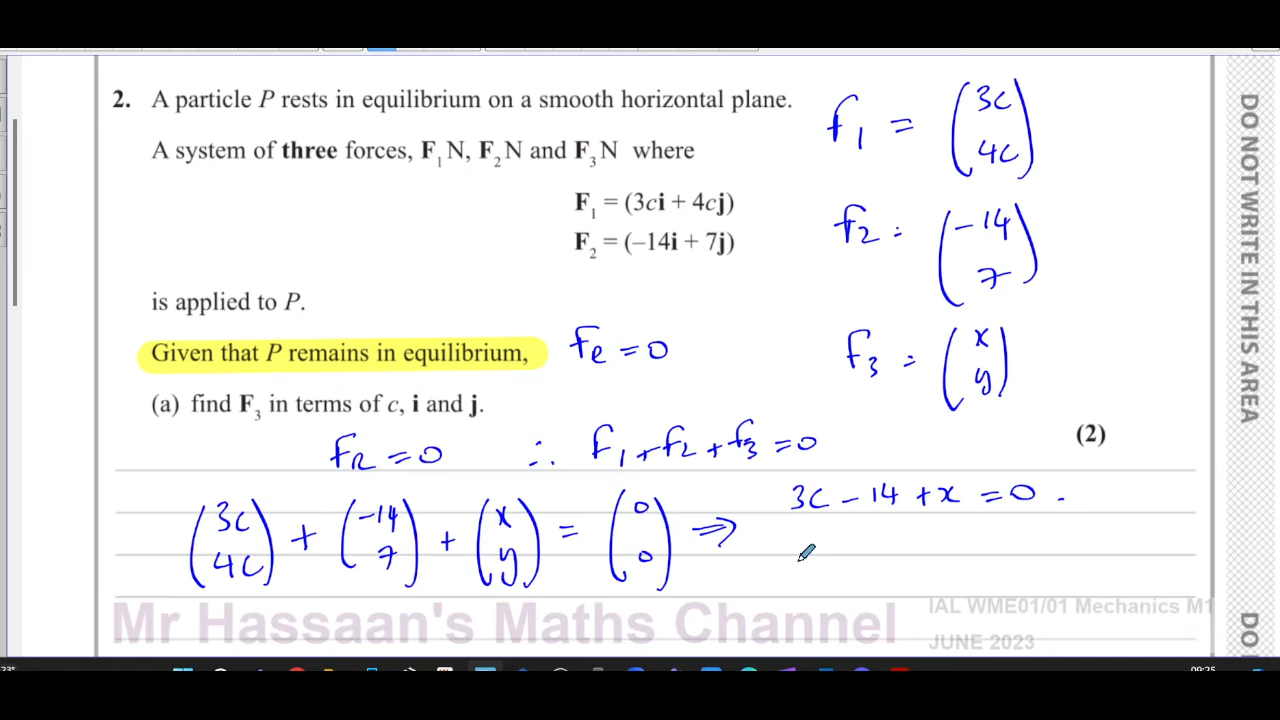 2. A particle P rests in equilibrium on a smooth horizontal plane.
A system of three forces, F₁ N, F₂ N and F₃ N where
F₁ = (3ci + 4cj)
F₂ = (–14i + 7j)
is applied to P.
Given that P remains in equilibrium,
fe = 0
(a) find F₃ in terms of c, i and j.
(2)
f₁ = (3c
4c)
f₂ = (-14
7)
f₃ = (x
y)
fR = 0 ∴ f₁ + f₂ + f₃ = 0
(3c 4c) + (-14 7) + (x y) = (0 0) ⇒ 3c - 14 + x = 0 .
Mr Hassaan's Maths Channel
IAL WME01/01 Mechanics M1
JUNE 2023
DO NOT WRITE IN THIS AREA
DO
23°
09:25